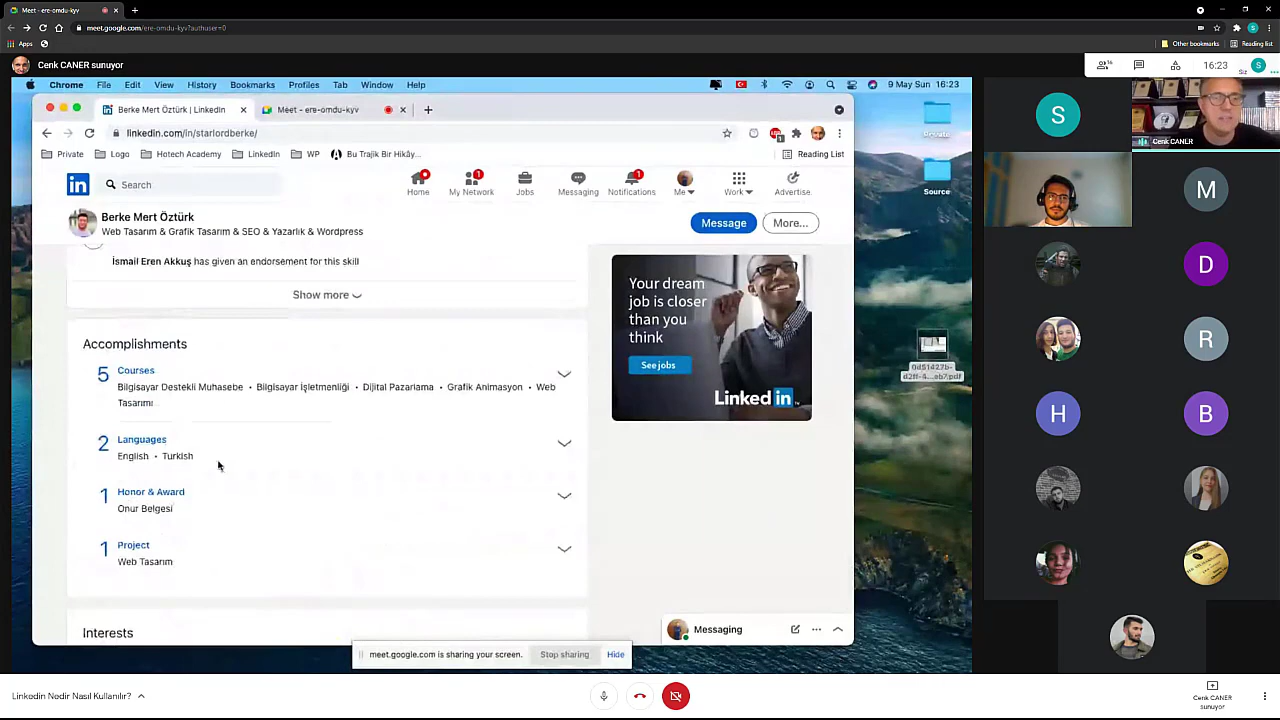 Meet - ere-omdu-kyv
meet.google.com/ere-omdu-kyv?authuser=0
Apps
Other bookmarks
Reading list
Cenk CANER sunuyor
16
16:23
S
Siz
Chrome File Edit View History Bookmarks Profiles Tab Window Help
9 May Sun 16:23
Berke Mert Öztürk | LinkedIn
Meet – ere-omdu-kyv
linkedin.com/in/starlordberke/
Private
Logo
Hotech Academy
Linkedin
WP
Bu Trajik Bir Hikây...
Reading List
in
Search
Home
My Network
Jobs
Messaging
1
Notifications
1
Me
Work
Advertise
Berke Mert Öztürk
Web Tasarım & Grafik Tasarım & SEO & Yazarlık & Wordpress
Message
More...
İsmail Eren Akkuş has given an endorsement for this skill
Show more
Accomplishments
5 Courses
Bilgisayar Destekli Muhasebe • Bilgisayar İşletmenliği • Dijital Pazarlama • Grafik Animasyon • Web
Tasarımı
2 Languages
English • Turkish
1 Honor & Award
Onur Belgesi
1 Project
Web Tasarım
Interests
Your dream
job is closer
than you
think
See jobs
Linked in
Messaging
meet.google.com is sharing your screen.
Stop sharing
Hide
Private
Source
S
Cenk CANER
M
D
R
H
B
Linkedin Nedir Nasıl Kullanılır?
Cenk CANER
sunuyor